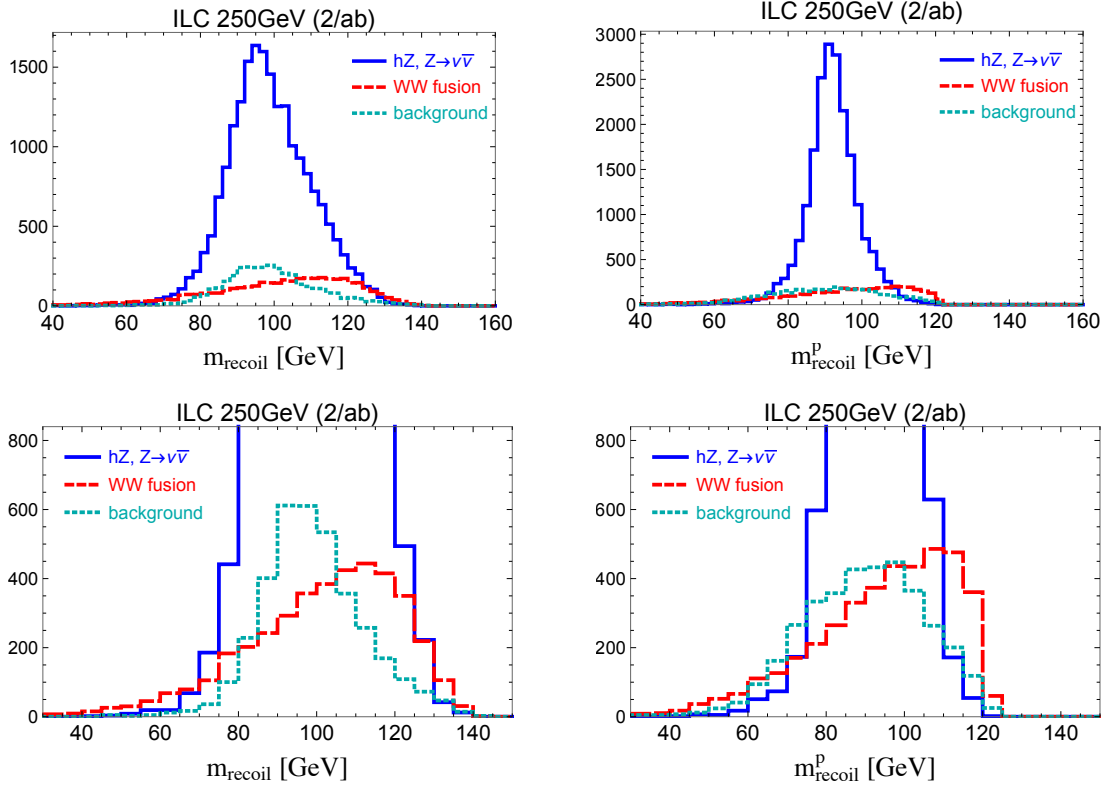 ILC 250GeV (2/ab)
1500
1000
500
0
hZ, Z→νν̅
WW fusion
background
40 60 80 100 120 140 160
m_recoil [GeV]
ILC 250GeV (2/ab)
3000
2500
2000
1500
1000
500
0
hZ, Z→νν̅
WW fusion
background
40 60 80 100 120 140 160
m^p_recoil [GeV]
ILC 250GeV (2/ab)
800
600
400
200
0
hZ, Z→νν̅
WW fusion
background
40 60 80 100 120 140
m_recoil [GeV]
ILC 250GeV (2/ab)
800
600
400
200
0
hZ, Z→νν̅
WW fusion
background
40 60 80 100 120 140
m^p_recoil [GeV]